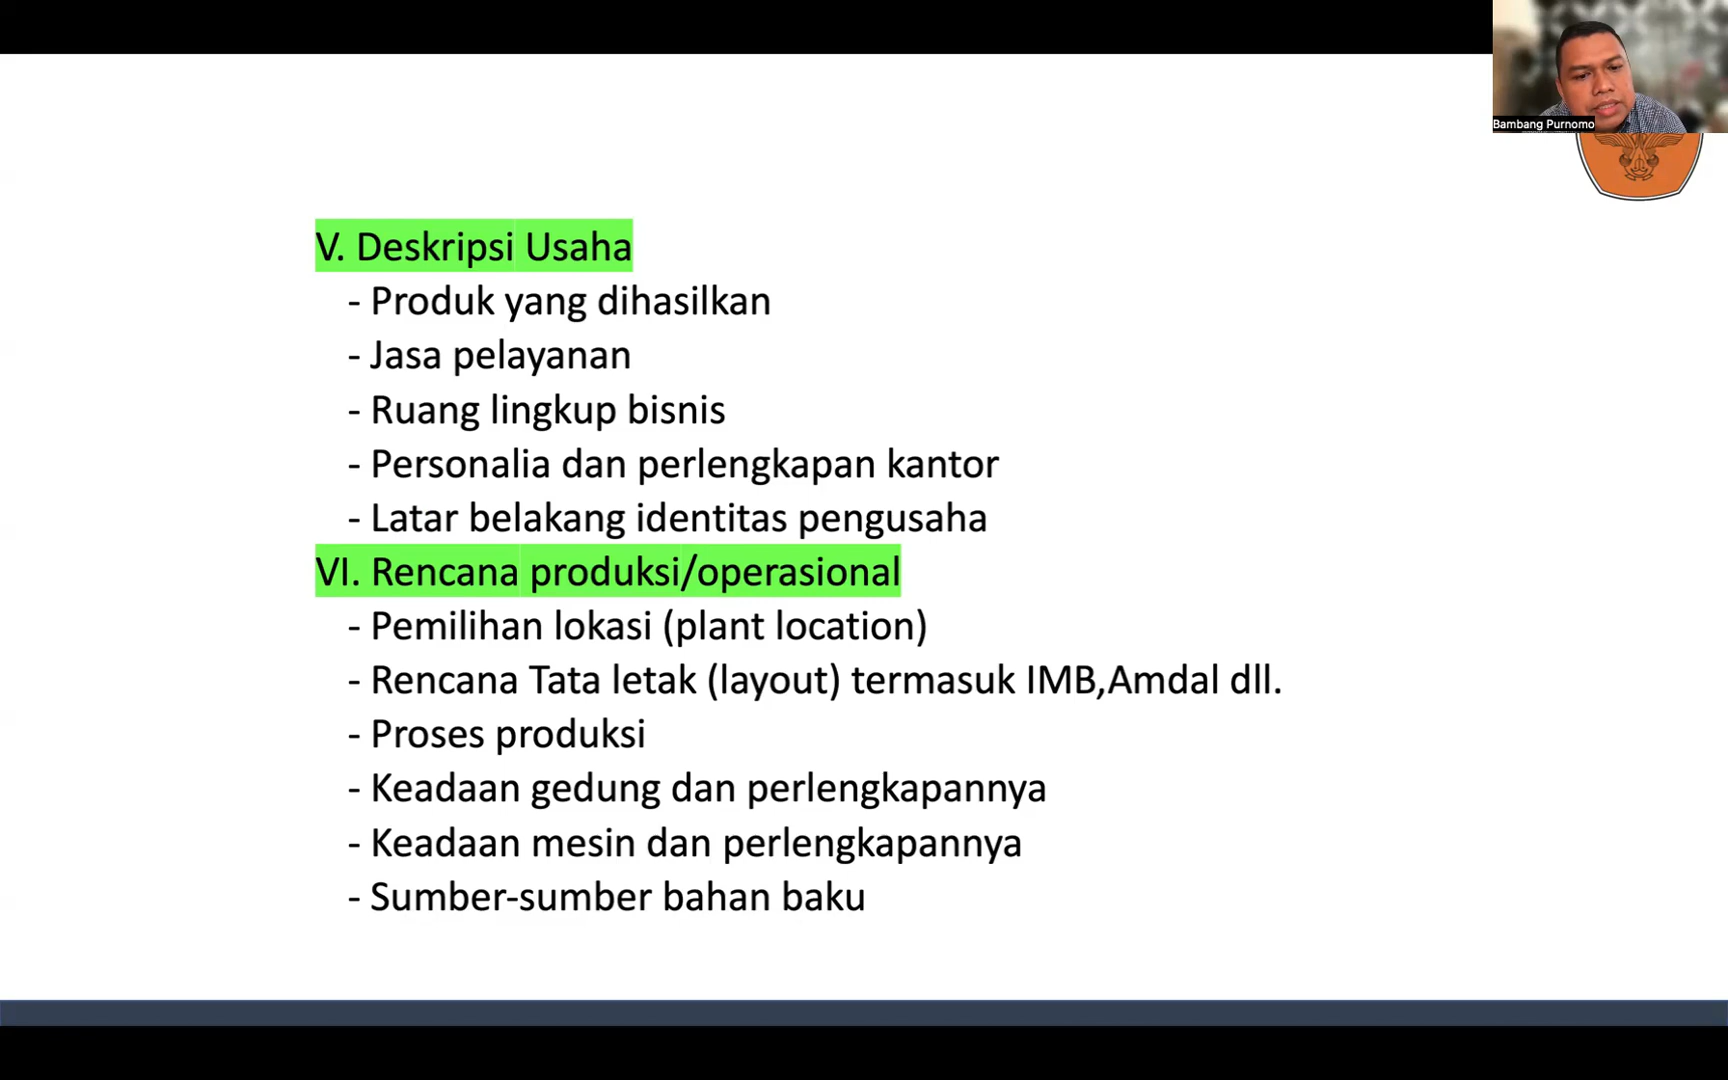 Bambang Purnomo
V. Deskripsi Usaha
- Produk yang dihasilkan
- Jasa pelayanan
- Ruang lingkup bisnis
- Personalia dan perlengkapan kantor
- Latar belakang identitas pengusaha
VI. Rencana produksi/operasional
- Pemilihan lokasi (plant location)
- Rencana Tata letak (layout) termasuk IMB,Amdal dll.
- Proses produksi
- Keadaan gedung dan perlengkapannya
- Keadaan mesin dan perlengkapannya
- Sumber-sumber bahan baku